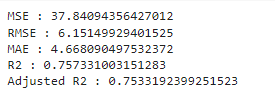 MSE : 37.84094356427012
RMSE : 6.15149929401525
MAE : 4.668090497532372
R2 : 0.757331003151283
Adjusted R2 : 0.7533192399251523